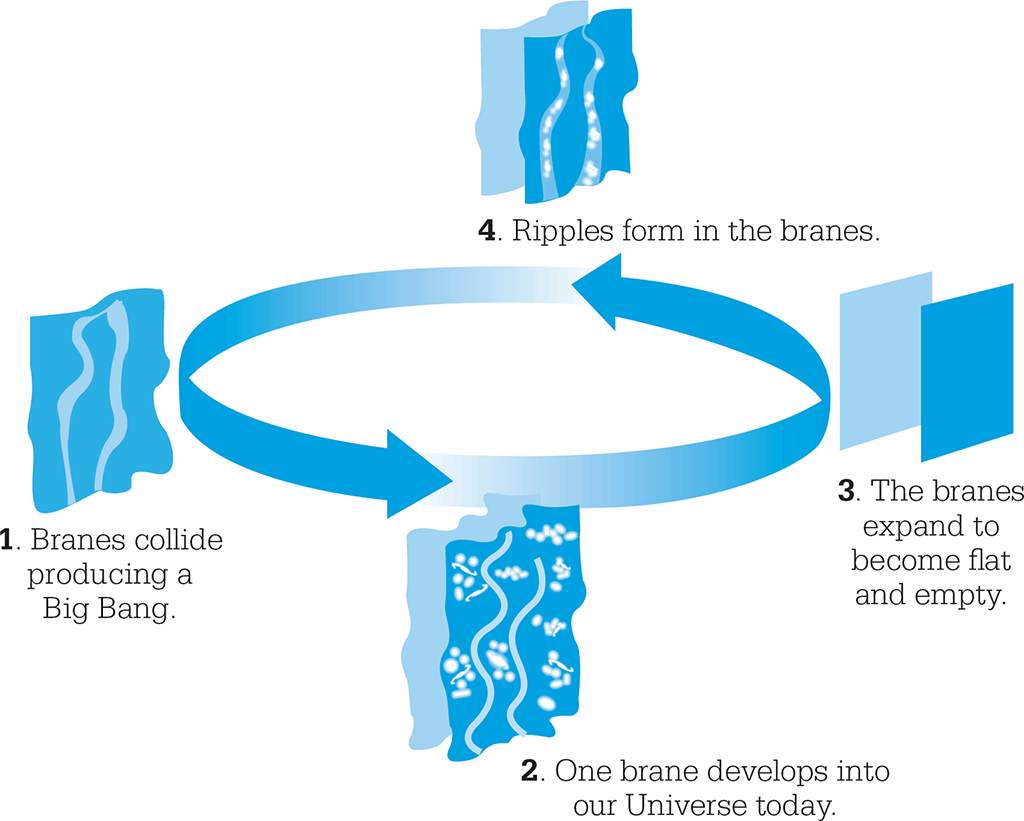 4. Ripples form in the branes.
1. Branes collide
producing a
Big Bang.
3. The branes
expand to
become flat
and empty.
2. One brane develops into
our Universe today.